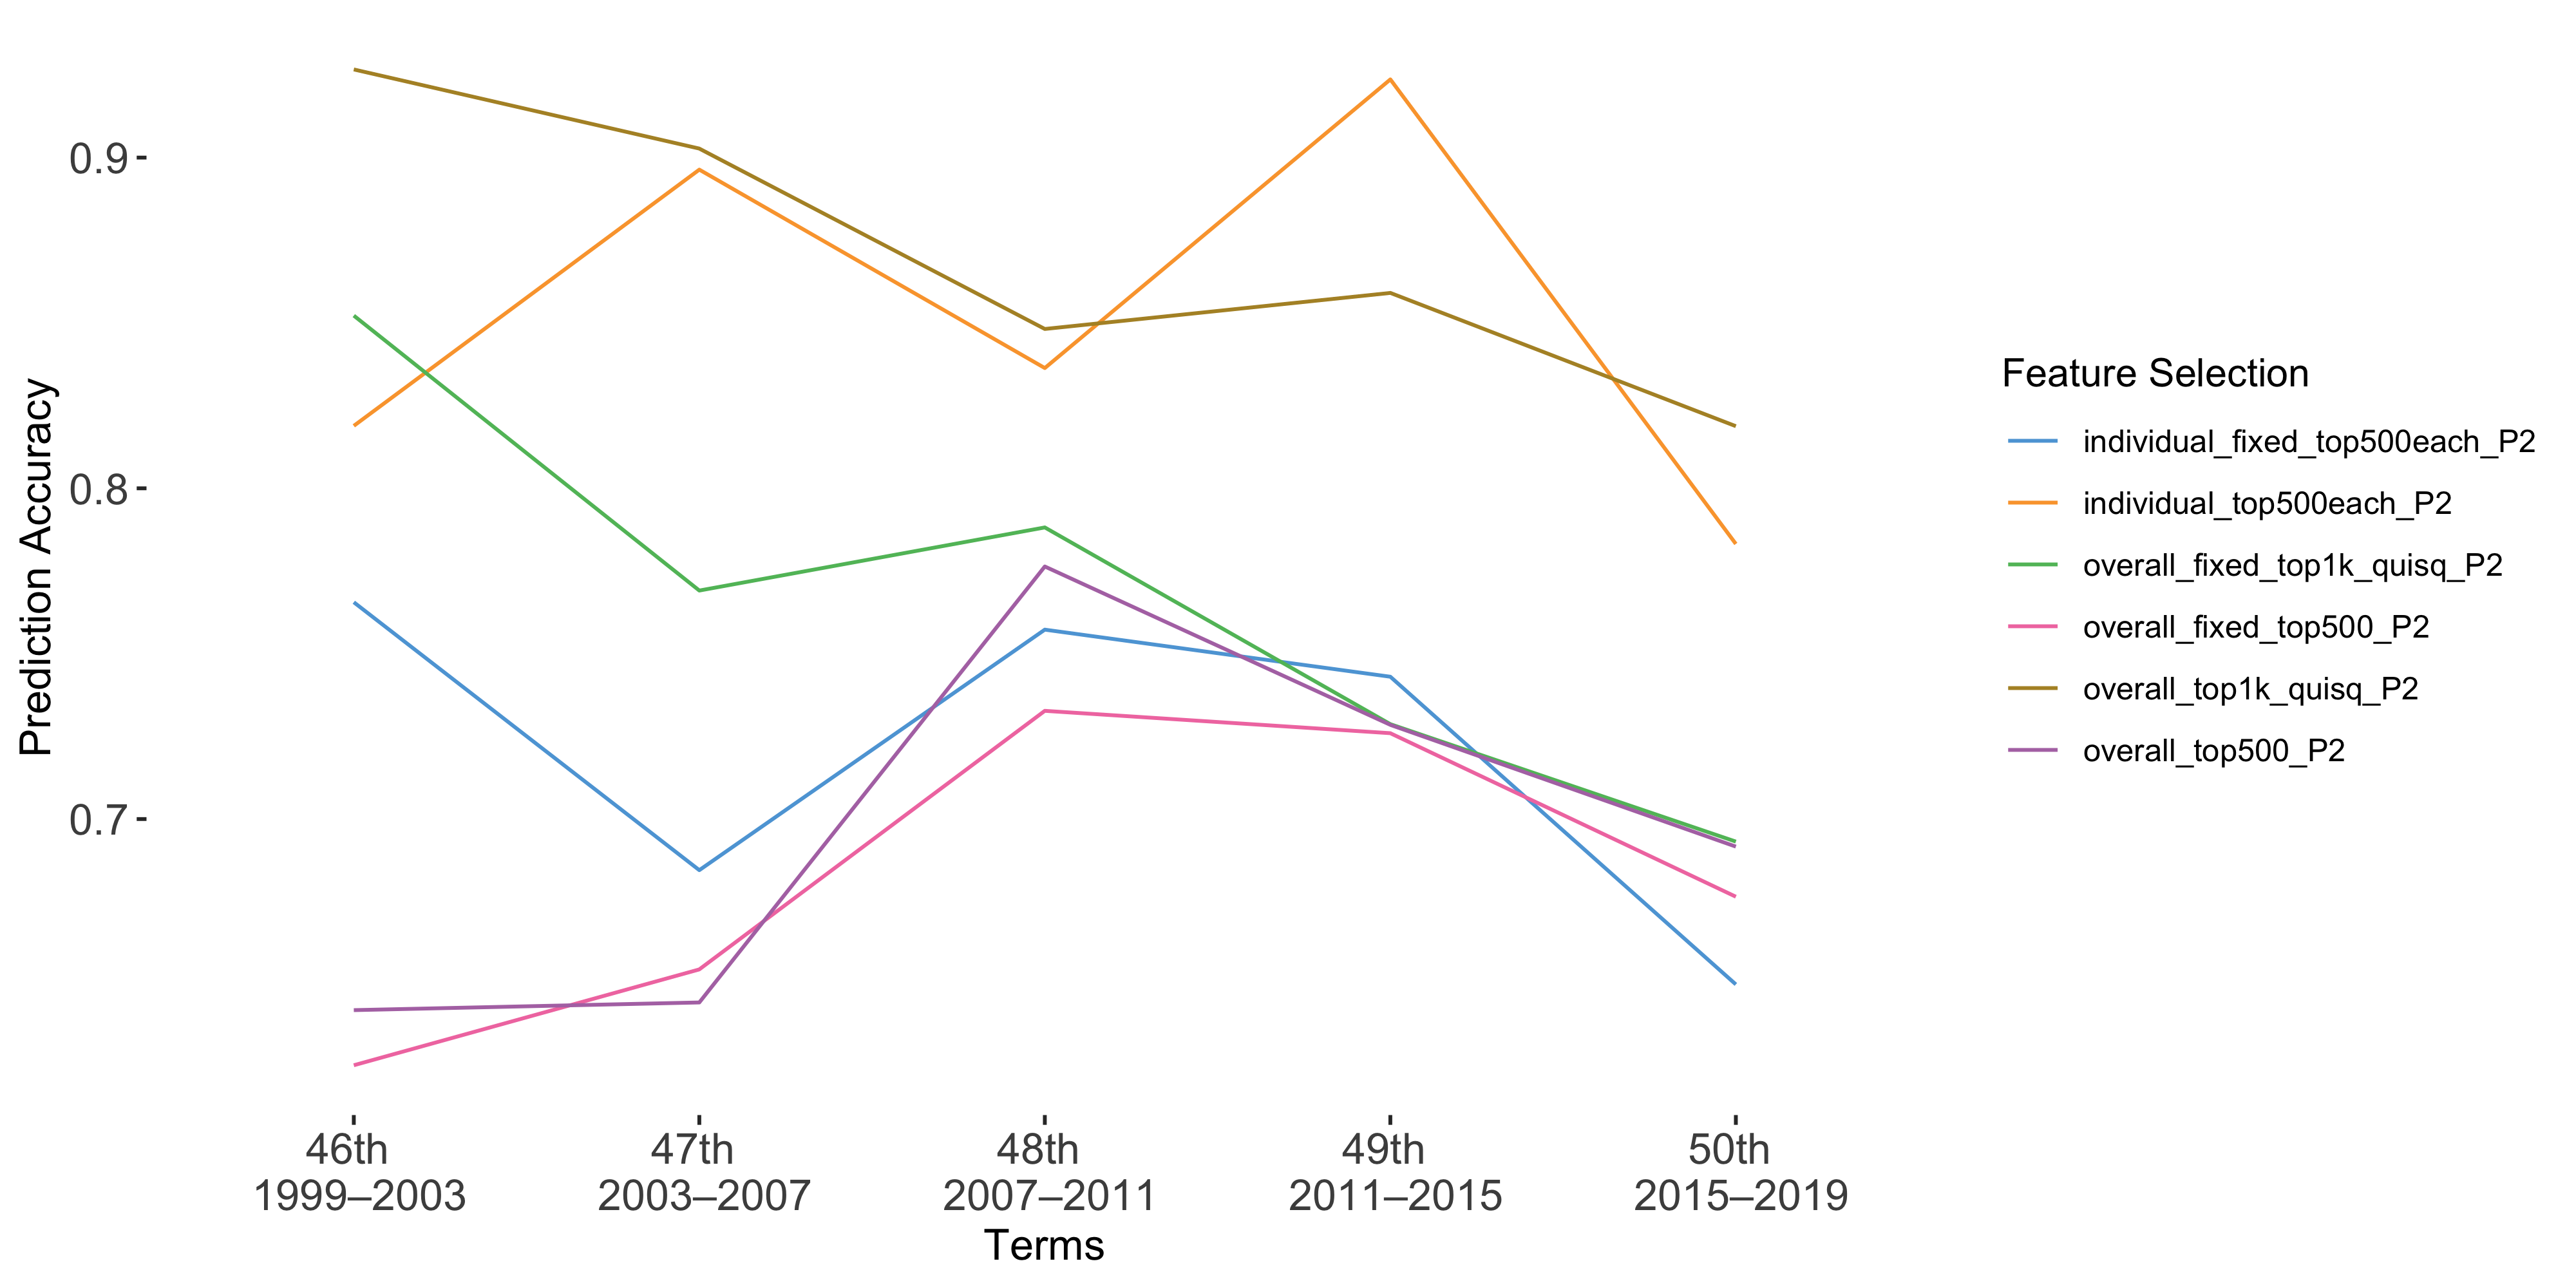 Prediction Accuracy
0.9
0.8
0.7
46th
1999–2003
47th
2003–2007
48th
2007–2011
49th
2011–2015
50th
2015–2019
Terms
Feature Selection
individual_fixed_top500each_P2
individual_top500each_P2
overall_fixed_top1k_quisq_P2
overall_fixed_top500_P2
overall_top1k_quisq_P2
overall_top500_P2